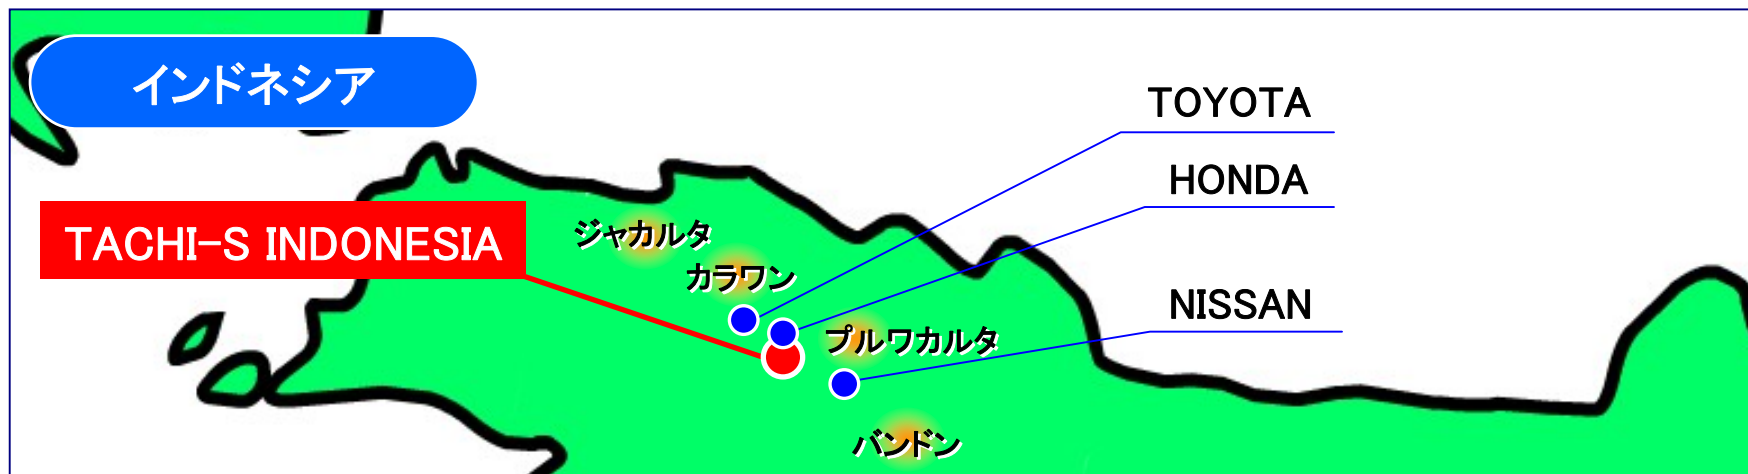 インドネシア
TOYOTA
HONDA
TACHI-S INDONESIA
ジャカルタ
カラワン
NISSAN
プルワカルタ
バンドン